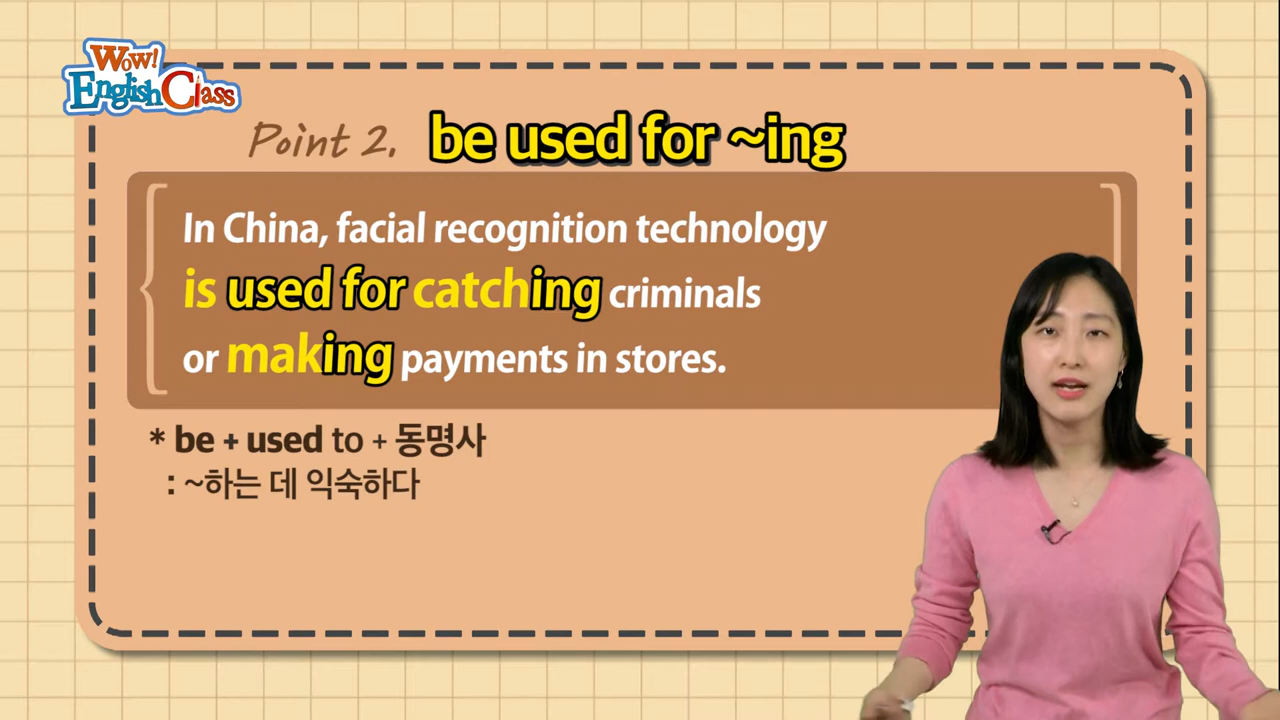 Wow!
English Class
Point 2. be used for ~ing
In China, facial recognition technology
is used for catching criminals
or making payments in stores.
* be + used to + 동명사
: ~하는 데 익숙하다